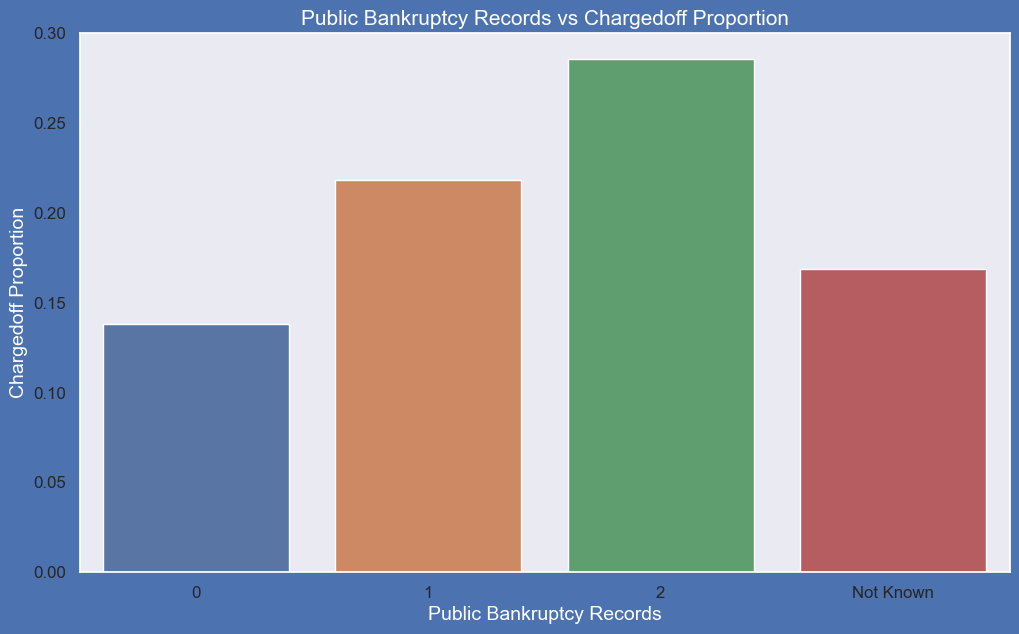 Public Bankruptcy Records vs Chargedoff Proportion
Chargedoff Proportion
0.30
0.25
0.20
0.15
0.10
0.05
0.00
0
1
2
Not Known
Public Bankruptcy Records